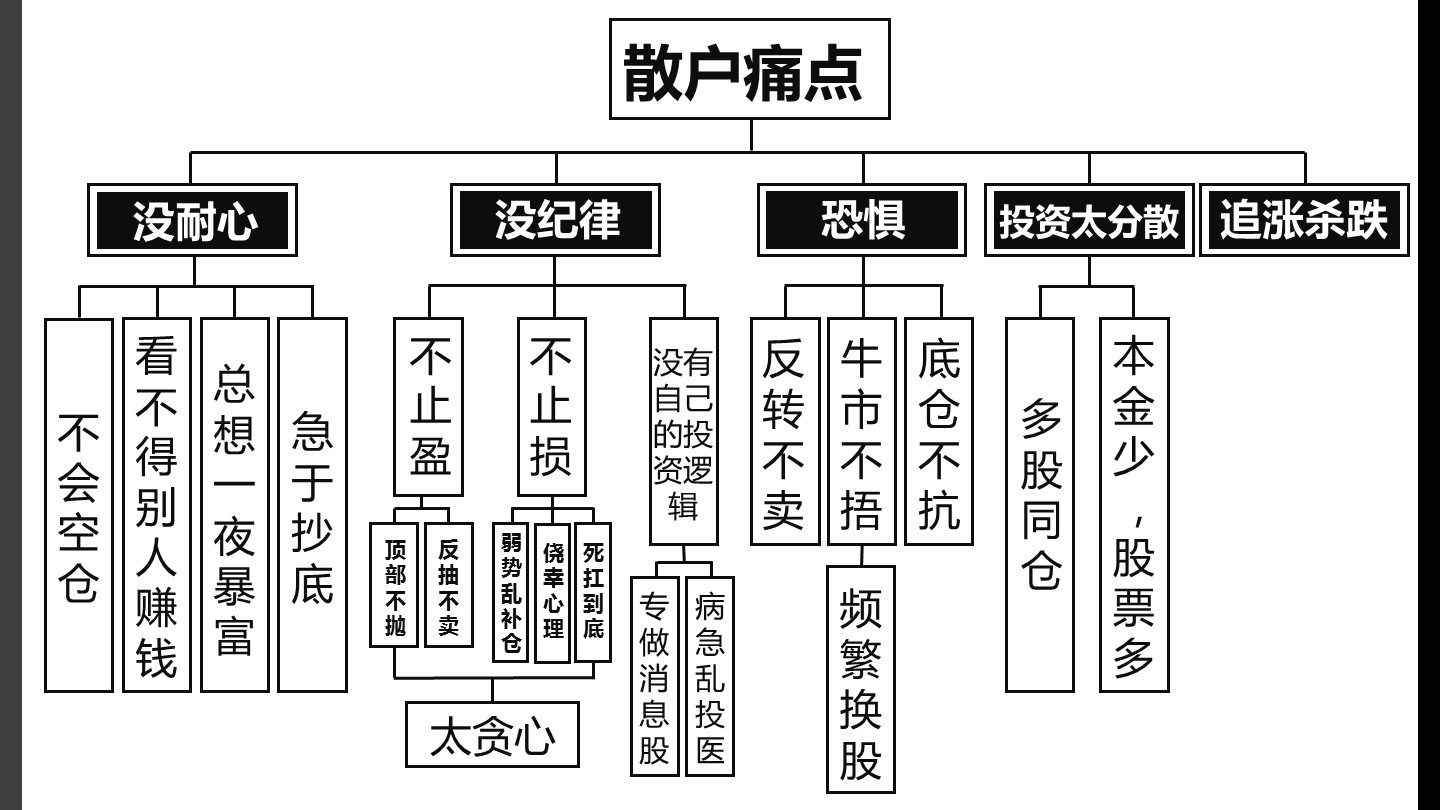 散户痛点
没耐心
没纪律
恐惧
投资太分散
追涨杀跌
不会空仓
看不得别人赚钱
总想一夜暴富
急于抄底
不止盈
不止损
没有自己的投资逻辑
反转不卖
牛市不捂
底仓不抗
多股同仓
本金少，股票多
顶部不抛
反抽不卖
弱势乱补仓
侥幸心理
死扛到底
专做消息股
病急乱投医
频繁换股
太贪心